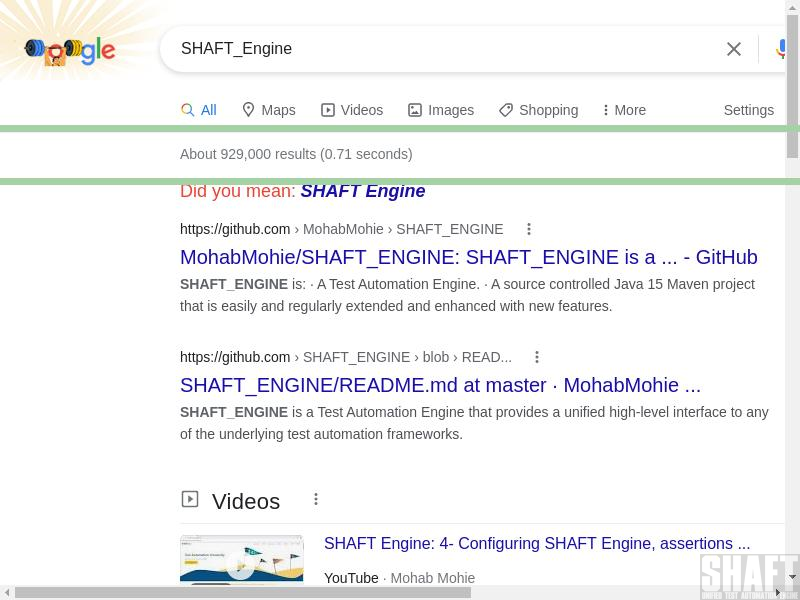 Google
SHAFT_Engine
All Maps Videos Images Shopping More Settings
About 929,000 results (0.71 seconds)
Did you mean: SHAFT Engine
https://github.com › MohabMohie › SHAFT_ENGINE
MohabMohie/SHAFT_ENGINE: SHAFT_ENGINE is a ... - GitHub
SHAFT_ENGINE is: · A Test Automation Engine. · A source controlled Java 15 Maven project
that is easily and regularly extended and enhanced with new features.
https://github.com › SHAFT_ENGINE › blob › READ...
SHAFT_ENGINE/README.md at master · MohabMohie ...
SHAFT_ENGINE is a Test Automation Engine that provides a unified high-level interface to any
of the underlying test automation frameworks.
Videos
SHAFT Engine: 4- Configuring SHAFT Engine, assertions ...
YouTube · Mohab Mohie
SHAFT